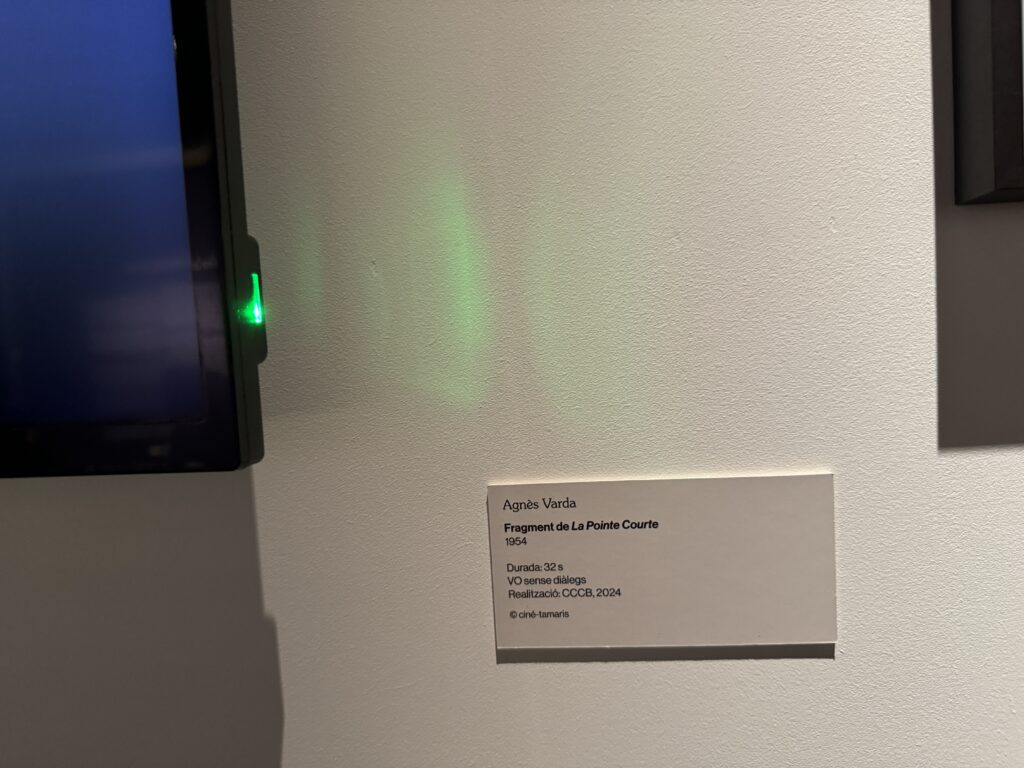 Agnès Varda
Fragment de La Pointe Courte
1954
Durada: 32 s
VO sense diàlegs
Realització: CCCB, 2024
© ciné-tamaris